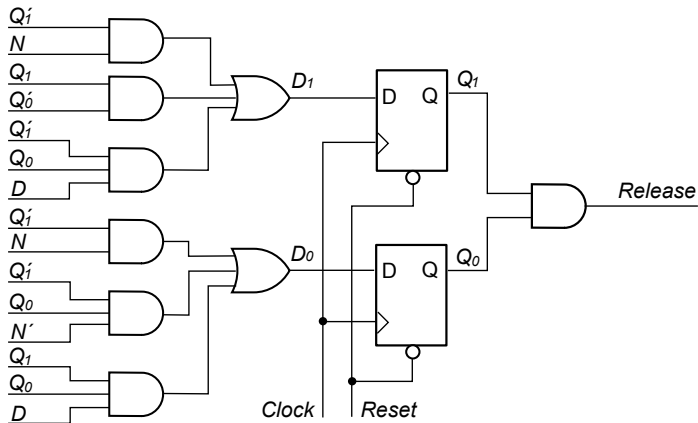 Q₁′
N
Q₁
Q₀′
Q₁′
Q₀
D
Q₁′
N
Q₁′
Q₀
N′
Q₁
Q₀
D
D₁
D Q
Q₁
D₀
D Q
Q₀
Release
Clock
Reset